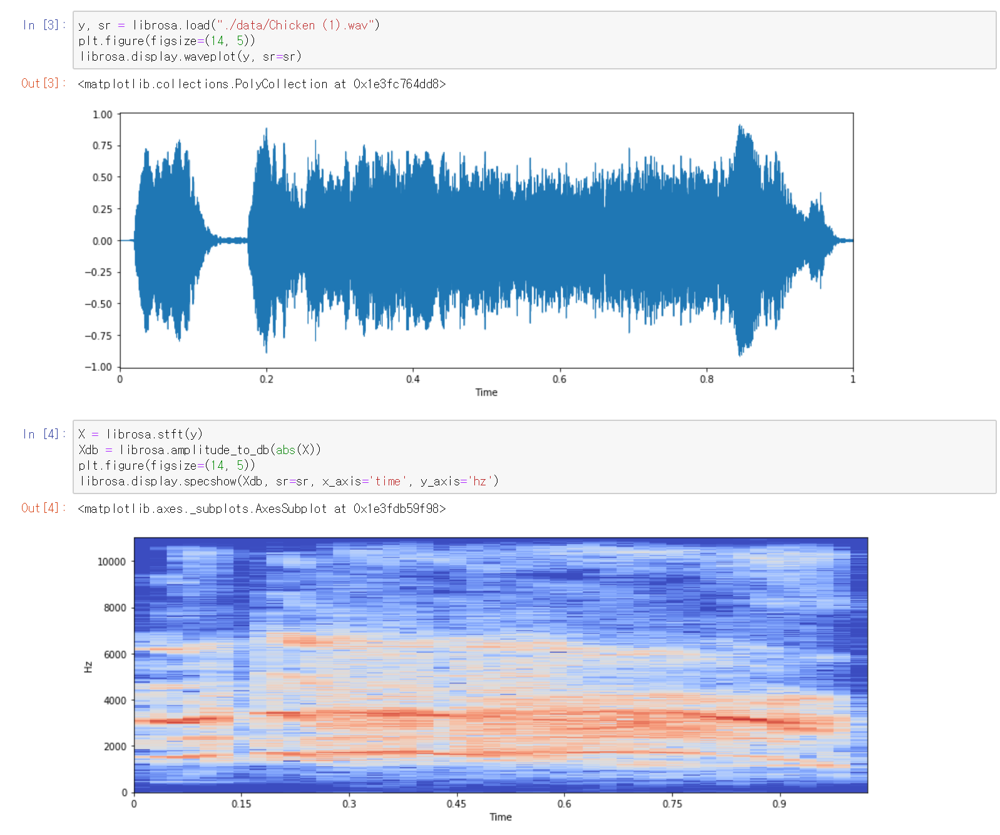 In [3]:
y, sr = librosa.load("./data/Chicken (1).wav")
plt.figure(figsize=(14, 5))
librosa.display.waveplot(y, sr=sr)
Out[3]:
<matplotlib.collections.PolyCollection at 0x1e3fc764dd8>
1.00
0.75
0.50
0.25
0.00
−0.25
−0.50
−0.75
−1.00
0 0.2 0.4 0.6 0.8 1
Time
In [4]:
X = librosa.stft(y)
Xdb = librosa.amplitude_to_db(abs(X))
plt.figure(figsize=(14, 5))
librosa.display.specshow(Xdb, sr=sr, x_axis='time', y_axis='hz')
Out[4]:
<matplotlib.axes._subplots.AxesSubplot at 0x1e3fdb59f98>
10000
8000
6000
4000
2000
0
Hz
0 0.15 0.3 0.45 0.6 0.75 0.9
Time